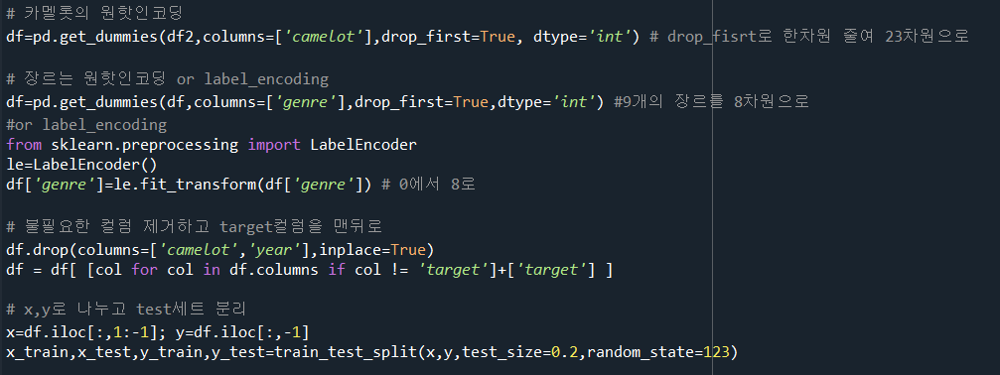 # 카멜롯의 원핫인코딩
df=pd.get_dummies(df2,columns=['camelot'],drop_first=True, dtype='int') # drop_fisrt로 한차원 줄여 23차원으로
# 장르는 원핫인코딩 or label_encoding
df=pd.get_dummies(df,columns=['genre'],drop_first=True,dtype='int') #9개의 장르를 8차원으로
#or label_encoding
from sklearn.preprocessing import LabelEncoder
le=LabelEncoder()
df['genre']=le.fit_transform(df['genre']) # 0에서 8로
# 불필요한 컬럼 제거하고 target컬럼을 맨뒤로
df.drop(columns=['camelot','year'],inplace=True)
df = df[ [col for col in df.columns if col != 'target']+['target'] ]
# x,y로 나누고 test세트 분리
x=df.iloc[:,1:-1]; y=df.iloc[:,-1]
x_train,x_test,y_train,y_test=train_test_split(x,y,test_size=0.2,random_state=123)